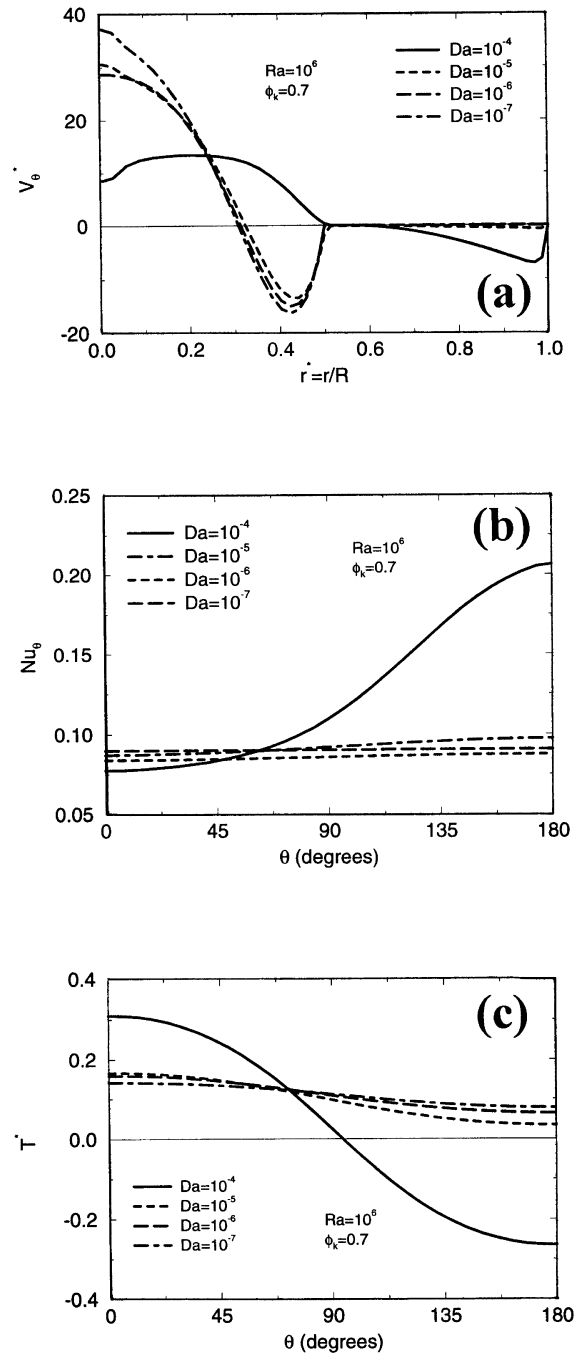 40
20
0
-20
V_θ^*
Ra=10^6
ϕ_k=0.7
Da=10^-4
Da=10^-5
Da=10^-6
Da=10^-7
(a)
0.0 0.2 0.4 0.6 0.8 1.0
r^*=r/R
0.25
0.20
0.15
0.10
0.05
Nu_θ
Da=10^-4
Da=10^-5
Da=10^-6
Da=10^-7
Ra=10^6
ϕ_k=0.7
(b)
0 45 90 135 180
θ (degrees)
0.4
0.2
0.0
-0.2
-0.4
T^*
(c)
Da=10^-4
Da=10^-5
Da=10^-6
Da=10^-7
Ra=10^6
ϕ_k=0.7
0 45 90 135 180
θ (degrees)